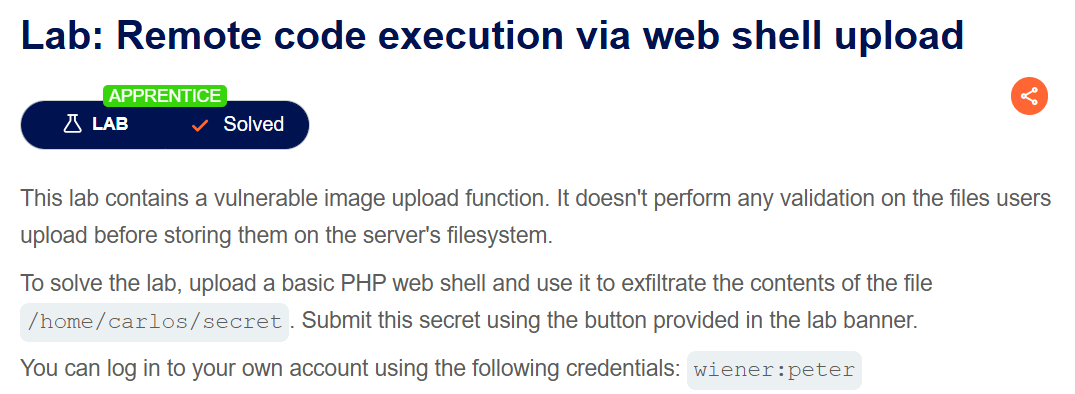 Lab: Remote code execution via web shell upload
APPRENTICE
LAB Solved
This lab contains a vulnerable image upload function. It doesn't perform any validation on the files users
upload before storing them on the server's filesystem.
To solve the lab, upload a basic PHP web shell and use it to exfiltrate the contents of the file
/home/carlos/secret . Submit this secret using the button provided in the lab banner.
You can log in to your own account using the following credentials: wiener:peter